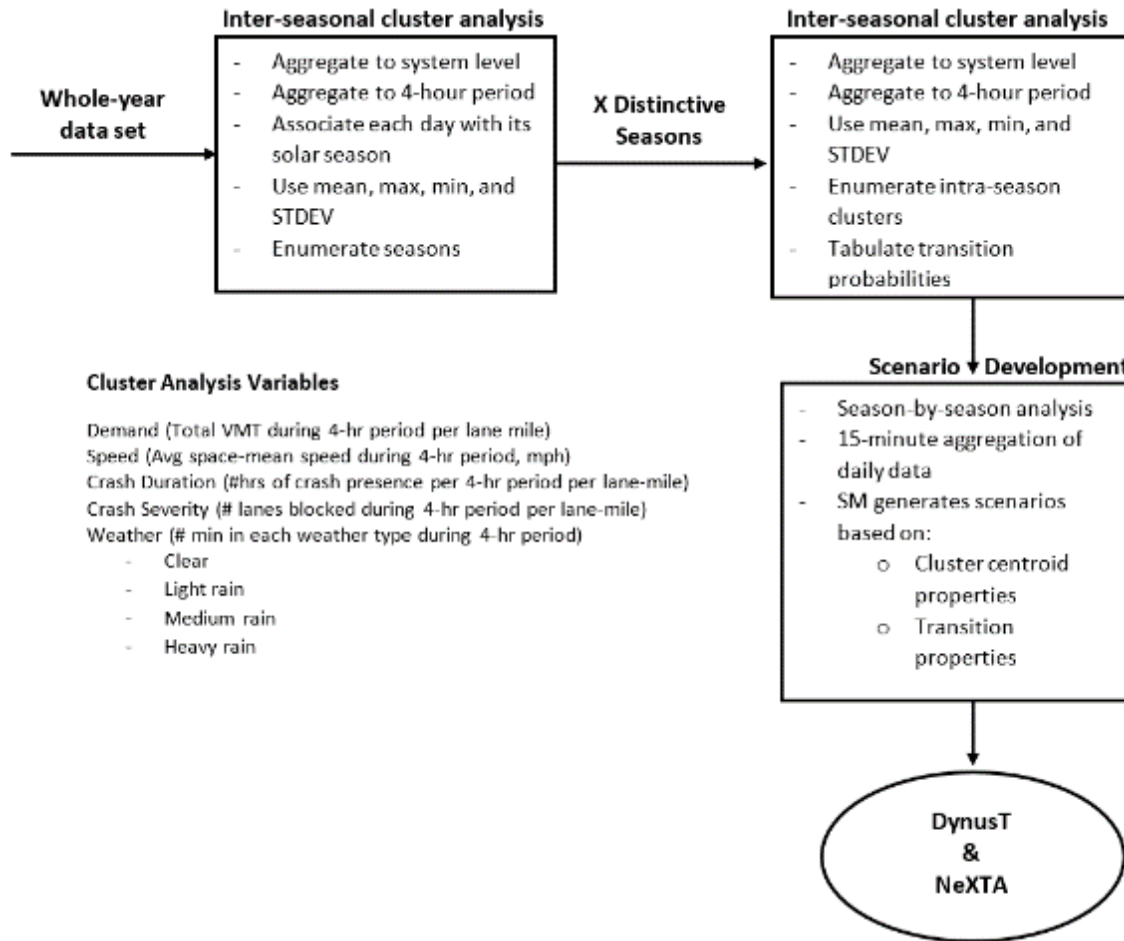 Inter-seasonal cluster analysis
- Aggregate to system level
- Aggregate to 4-hour period
- Associate each day with its
solar season
- Use mean, max, min, and
STDEV
- Enumerate seasons
Whole-year
data set
X Distinctive
Seasons
Inter-seasonal cluster analysis
- Aggregate to system level
- Aggregate to 4-hour period
- Use mean, max, min, and
STDEV
- Enumerate intra-season
clusters
- Tabulate transition
probabilities
Cluster Analysis Variables
Demand (Total VMT during 4-hr period per lane mile)
Speed (Avg space-mean speed during 4-hr period, mph)
Crash Duration (#hrs of crash presence per 4-hr period per lane-mile)
Crash Severity (# lanes blocked during 4-hr period per lane-mile)
Weather (# min in each weather type during 4-hr period)
- Clear
- Light rain
- Medium rain
- Heavy rain
Scenario Development
- Season-by-season analysis
- 15-minute aggregation of
daily data
- SM generates scenarios
based on:
o Cluster centroid
properties
o Transition
properties
DynusT
&
NeXTA